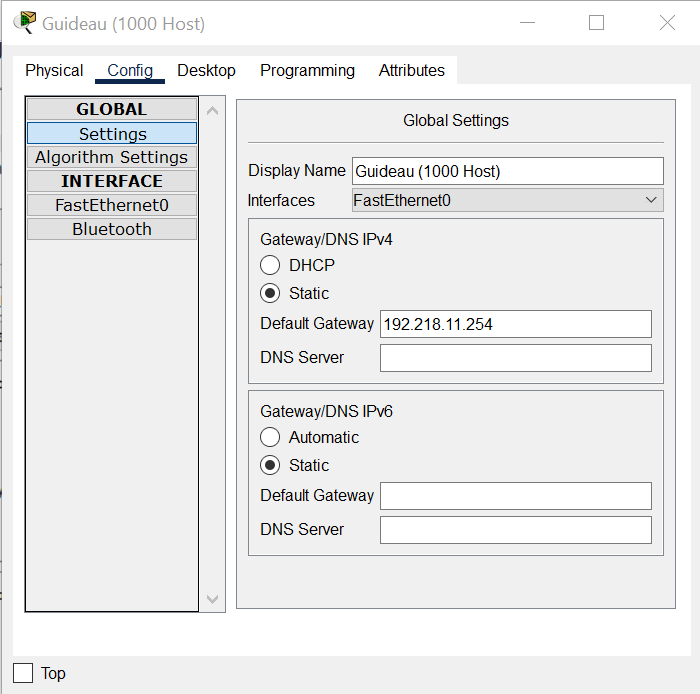 Guideau (1000 Host)
Physical Config Desktop Programming Attributes
GLOBAL
Settings
Algorithm Settings
INTERFACE
FastEthernet0
Bluetooth
Global Settings
Display Name Guideau (1000 Host)
Interfaces FastEthernet0
Gateway/DNS IPv4
DHCP
Static
Default Gateway 192.218.11.254
DNS Server
Gateway/DNS IPv6
Automatic
Static
Default Gateway
DNS Server
Top